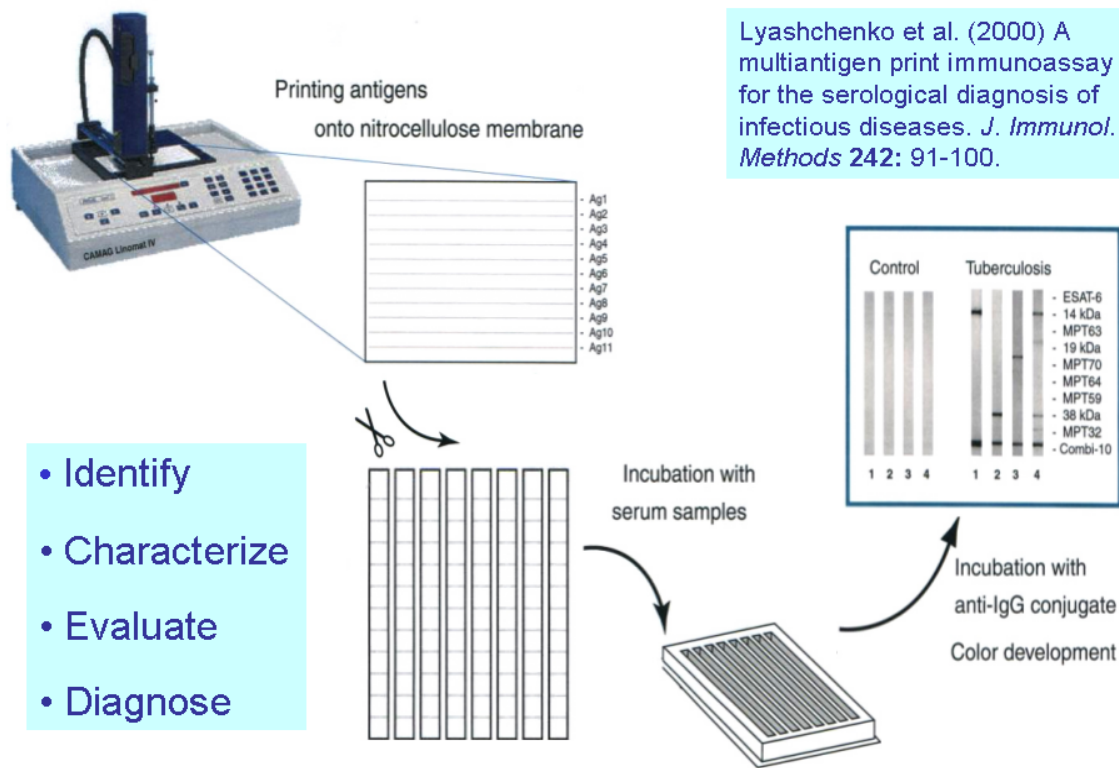 Lyashchenko et al. (2000) A
multiantigen print immunoassay
for the serological diagnosis of
infectious diseases. J. Immunol.
Methods 242: 91-100.
Printing antigens
onto nitrocellulose membrane
CAMAG Linomat IV
- Ag1
- Ag2
- Ag3
- Ag4
- Ag5
- Ag6
- Ag7
- Ag8
- Ag9
- Ag10
- Ag11
Control
Tuberculosis
- ESAT-6
- 14 kDa
- MPT63
- 19 kDa
- MPT70
- MPT64
- MPT59
- 38 kDa
- MPT32
- Combi-10
1 2 3 4
1 2 3 4
• Identify
• Characterize
• Evaluate
• Diagnose
Incubation with
serum samples
Incubation with
anti-IgG conjugate
Color development